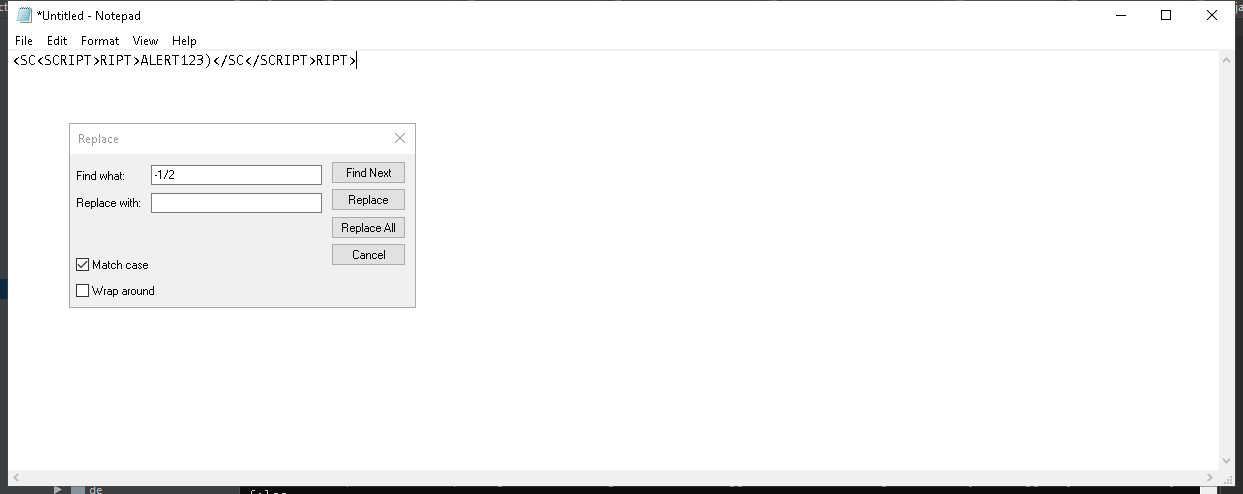 *Untitled - Notepad
File Edit Format View Help
<SC<SCRIPT>RIPT>ALERT123)</SC</SCRIPT>RIPT>
Replace
Find what: -1/2 Find Next
Replace with: Replace
Replace All
Cancel
Match case
Wrap around
de